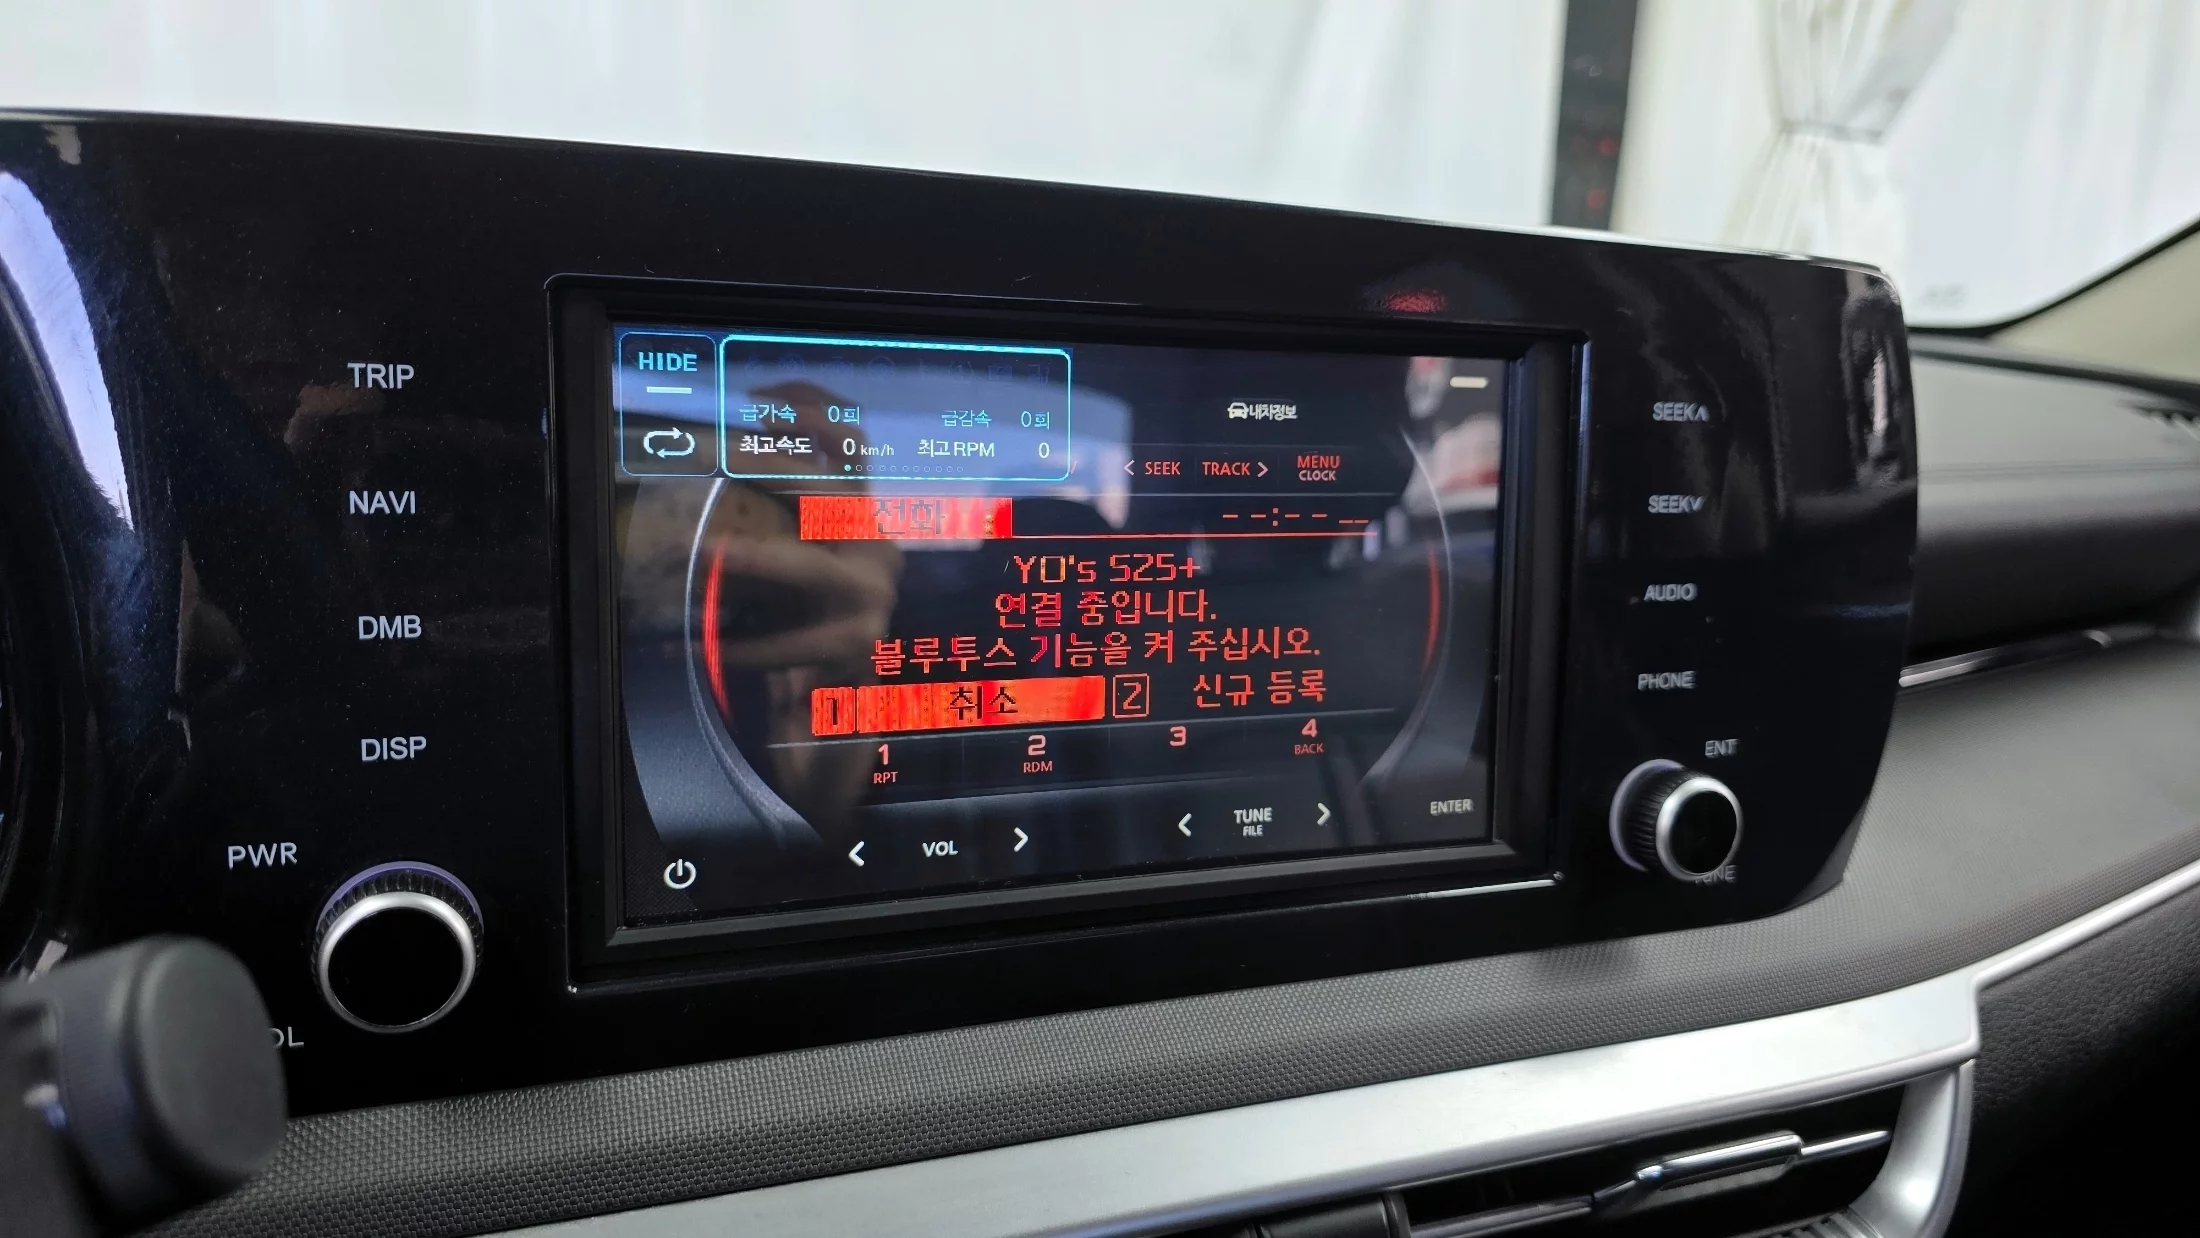 TRIP
NAVI
DMB
DISP
PWR
OL
HIDE
급가속 0회 급감속 0회
최고속도 0 km/h 최고 RPM 0
내차정보
< SEEK TRACK > MENU
CLOCK
전화 --:-- --
YO's S25+
연결 중입니다.
블루투스 기능을 켜 주십시오.
1 취소 2 신규 등록
1 2 3 4
RPT RDM BACK
< VOL > < TUNE >
FILE
ENTER
SEEK∧
SEEK∨
AUDIO
PHONE
ENT
TUNE